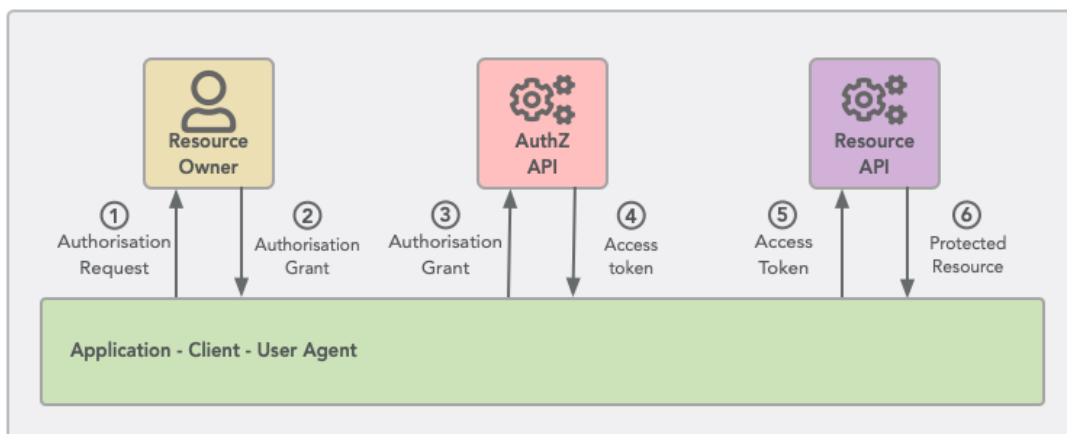 Resource
Owner
AuthZ
API
Resource
API
1
Authorisation
Request
2
Authorisation
Grant
3
Authorisation
Grant
4
Access
token
5
Access
Token
6
Protected
Resource
Application - Client - User Agent